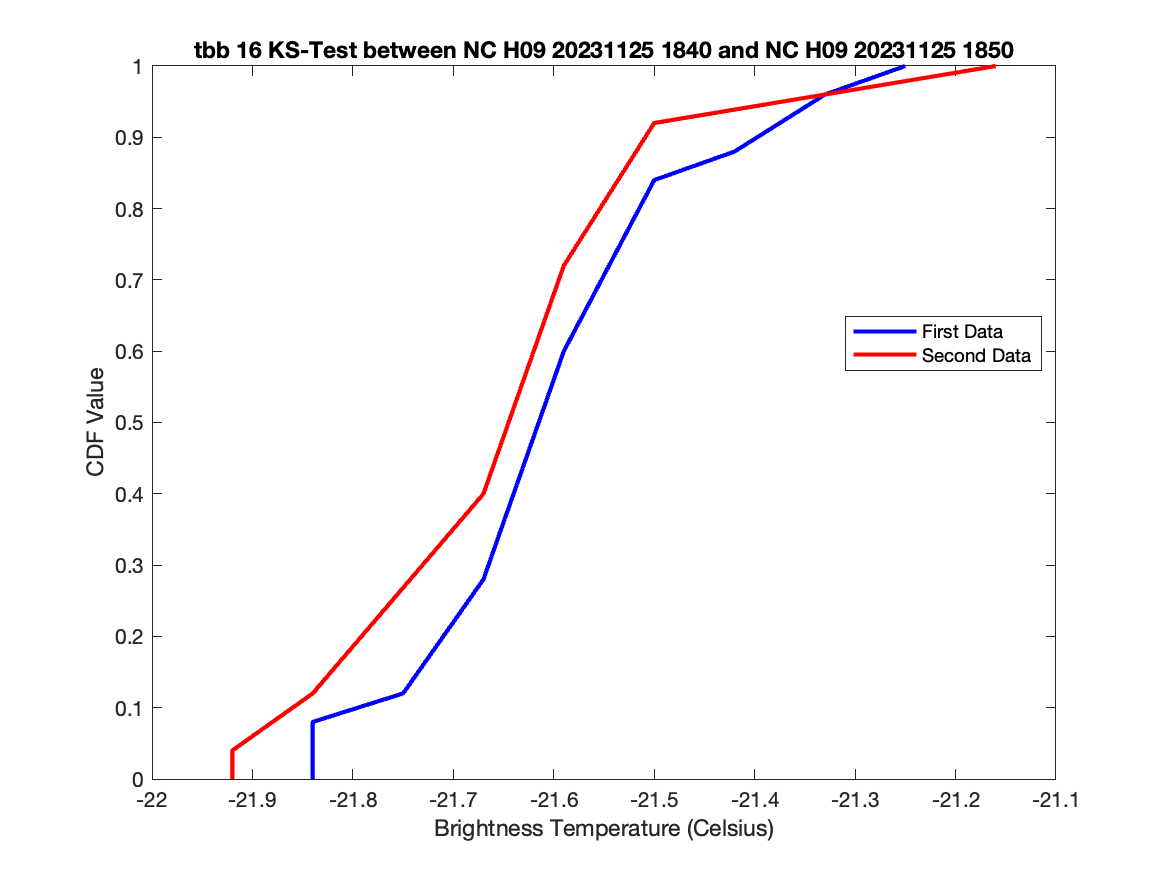 tbb 16 KS-Test between NC H09 20231125 1840 and NC H09 20231125 1850
1
0.9
0.8
0.7
0.6
0.5
0.4
0.3
0.2
0.1
0
CDF Value
First Data
Second Data
-22 -21.9 -21.8 -21.7 -21.6 -21.5 -21.4 -21.3 -21.2 -21.1
Brightness Temperature (Celsius)